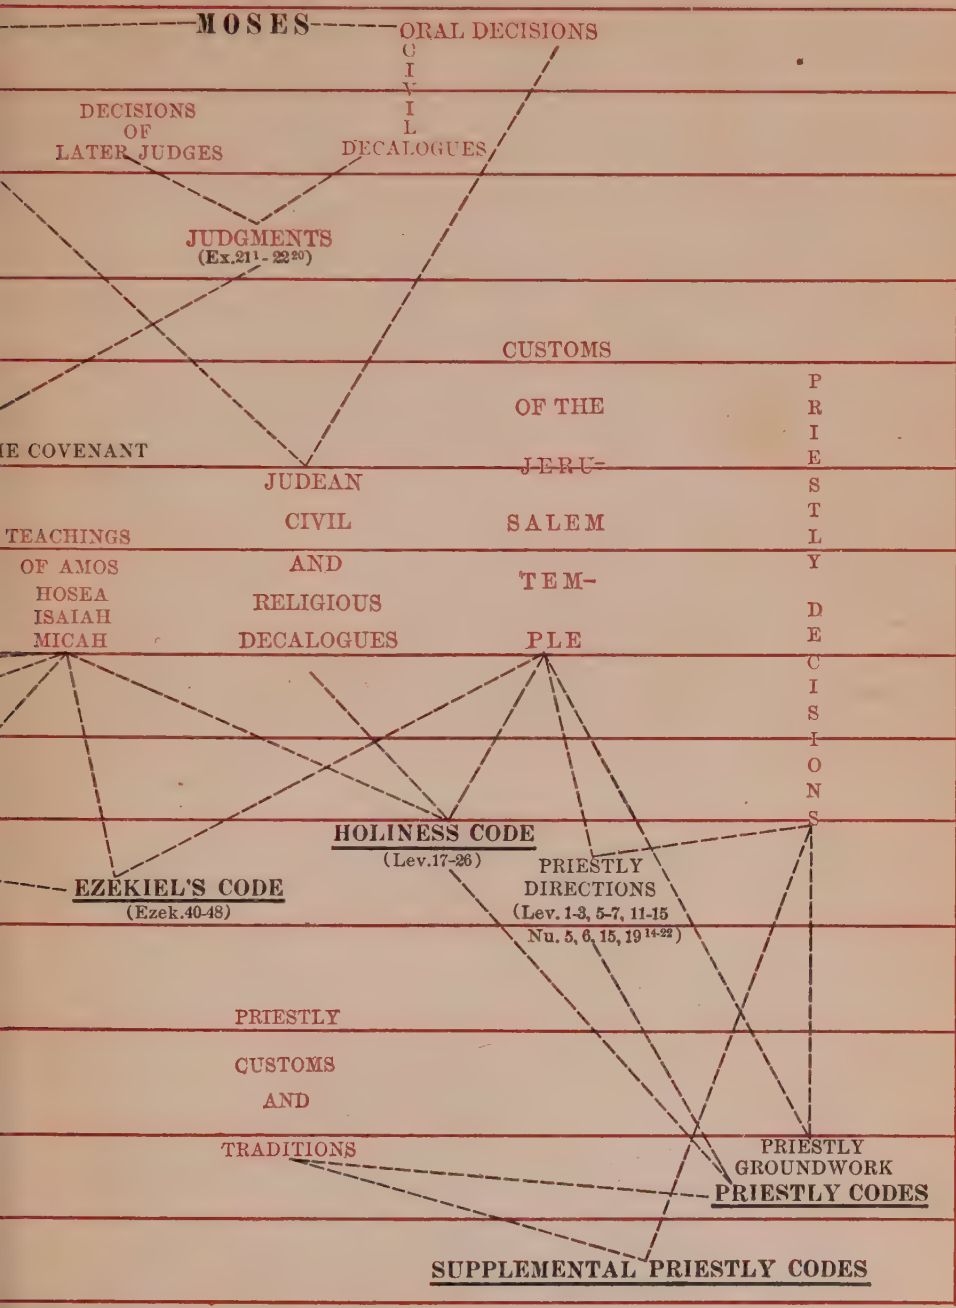 MOSES
ORAL DECISIONS
CIVIL
DECALOGUES
DECISIONS
OF
LATER JUDGES
JUDGMENTS
(Ex.21¹-22²⁰)
CUSTOMS
OF THE
JERU-
SALEM
TEM-
PLE
PRIESTLY DECISIONS
COVENANT
JUDEAN
CIVIL
AND
RELIGIOUS
DECALOGUES
TEACHINGS
OF AMOS
HOSEA
ISAIAH
MICAH
HOLINESS CODE
(Lev.17-26)
PRIESTLY
DIRECTIONS
(Lev. 1-3, 5-7, 11-15
Nu. 5, 6, 15, 19¹⁴⁻²²)
EZEKIEL'S CODE
(Ezek.40-48)
PRIESTLY
CUSTOMS
AND
TRADITIONS
PRIESTLY
GROUNDWORK
PRIESTLY CODES
SUPPLEMENTAL PRIESTLY CODES